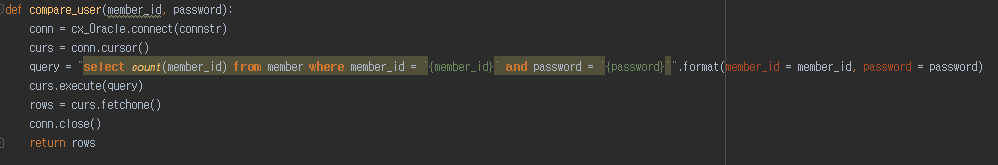 def compare_user(member_id, password):
    conn = cx_Oracle.connect(connstr)
    curs = conn.cursor()
    query = "select count(member_id) from member where member_id = '{member_id}' and password = '{password}'".format(member_id = member_id, password = password)
    curs.execute(query)
    rows = curs.fetchone()
    conn.close()
    return rows